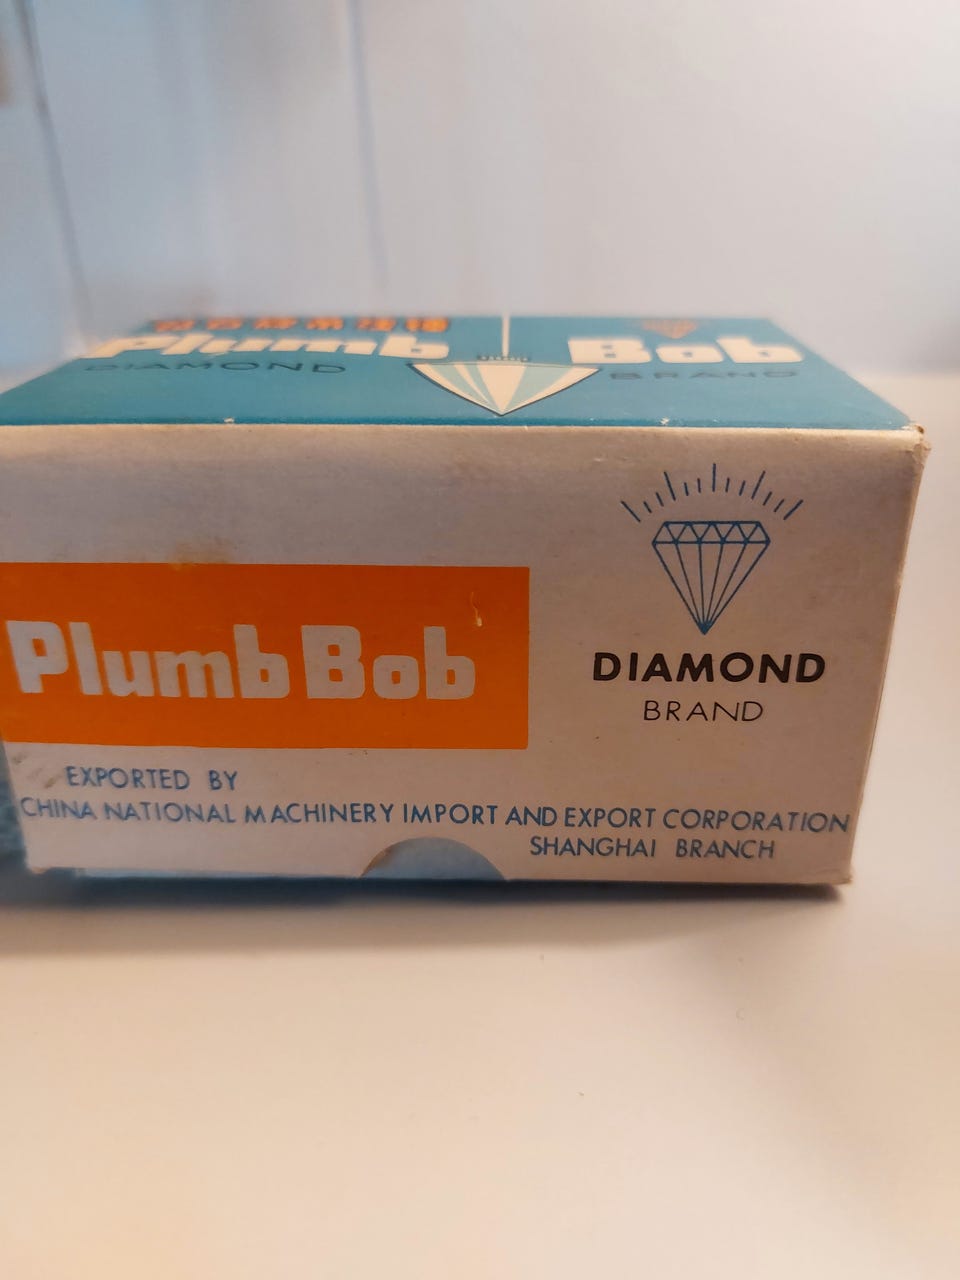 Plumb Bob
DIAMOND BRAND
DIAMOND
BRAND
Plumb Bob
EXPORTED BY
CHINA NATIONAL MACHINERY IMPORT AND EXPORT CORPORATION
SHANGHAI BRANCH